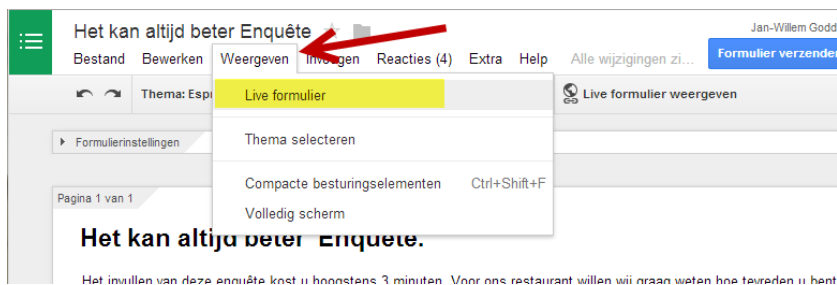 Het kan altijd beter Enquête
Jan-Willem Godd
Bestand Bewerken Weergeven Invoegen Reacties (4) Extra Help Alle wijzigingen zi... Formulier verzenden
Thema: Espr
Live formulier weergeven
Live formulier
Thema selecteren
Compacte besturingselementen Ctrl+Shift+F
Volledig scherm
Formulierinstellingen
Pagina 1 van 1
Het kan altijd beter Enquête.
Het invullen van deze enquête kost u hoogstens 3 minuten. Voor ons restaurant willen wij graag weten hoe tevreden u bent